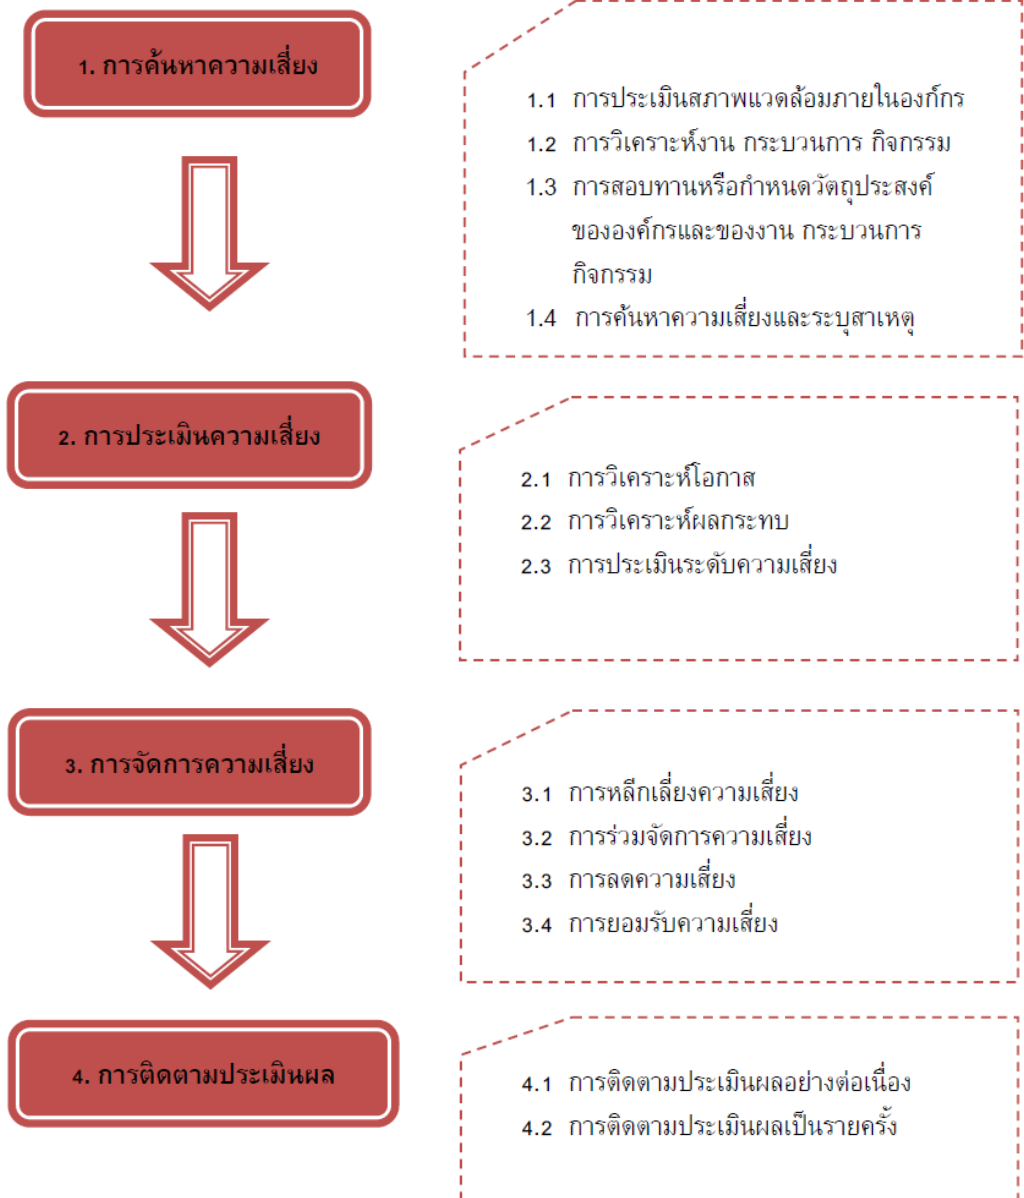 1. การค้นหาความเสี่ยง
1.1 การประเมินสภาพแวดล้อมภายในองก์กร
1.2 การวิเคราะห์งาน กระบวนการ กิจกรรม
1.3 การสอบทานหรือกำหนดวัตถุประสงค์
ขององค์กรและของงาน กระบวนการ
กิจกรรม
1.4 การค้นหาความเสี่ยงและระบุสาเหตุ
2. การประเมินความเสี่ยง
2.1 การวิเคราะห์โอกาส
2.2 การวิเคราะห์ผลกระทบ
2.3 การประเมินระดับความเสี่ยง
3. การจัดการความเสี่ยง
3.1 การหลีกเลี่ยงความเสี่ยง
3.2 การร่วมจัดการความเสี่ยง
3.3 การลดความเสี่ยง
3.4 การยอมรับความเสี่ยง
4. การติดตามประเมินผล
4.1 การติดตามประเมินผลอย่างต่อเนื่อง
4.2 การติดตามประเมินผลเป็นรายครั้ง